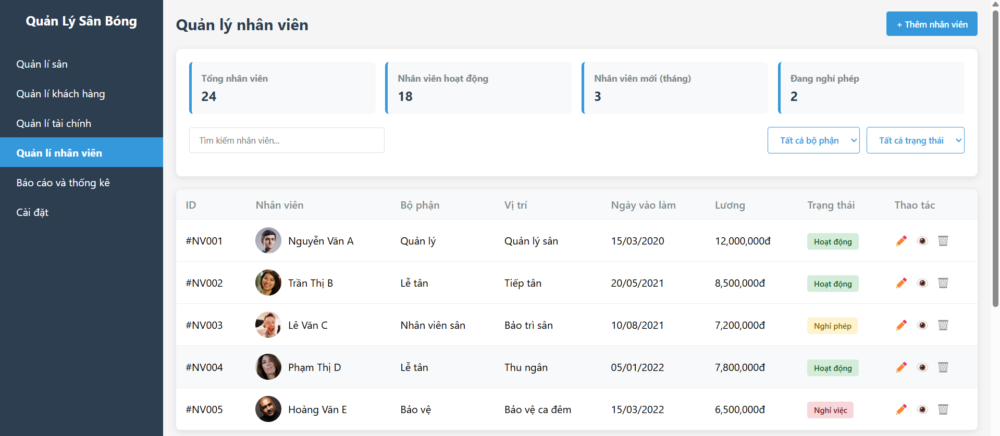 Quản Lý Sân Bóng
Quản lí sân
Quản lí khách hàng
Quản lí tài chính
Quản lí nhân viên
Báo cáo và thống kê
Cài đặt
Quản lý nhân viên
+ Thêm nhân viên
Tổng nhân viên
24
Nhân viên hoạt động
18
Nhân viên mới (tháng)
3
Đang nghỉ phép
2
Tìm kiếm nhân viên...
Tất cả bộ phận
Tất cả trạng thái
ID Nhân viên Bộ phận Vị trí Ngày vào làm Lương Trạng thái Thao tác
#NV001 Nguyễn Văn A Quản lý Quản lý sân 15/03/2020 12,000,000đ Hoạt động
#NV002 Trần Thị B Lễ tân Tiếp tân 20/05/2021 8,500,000đ Hoạt động
#NV003 Lê Văn C Nhân viên sân Bảo trì sân 10/08/2021 7,200,000đ Nghỉ phép
#NV004 Phạm Thị D Lễ tân Thu ngân 05/01/2022 7,800,000đ Hoạt động
#NV005 Hoàng Văn E Bảo vệ Bảo vệ ca đêm 15/03/2022 6,500,000đ Nghỉ việc